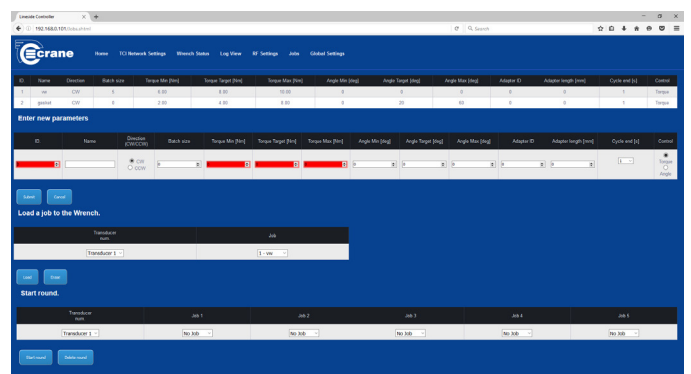 Lineside Controller
192.168.0.101/Jobs.shtml
Search
crane
Home TCI Network Settings Wrench Status Log View RF Settings Jobs Global Settings
ID Name Direction Batch size Torque Min [Nm] Torque Target [Nm] Torque Max [Nm] Angle Min [deg] Angle Target [deg] Angle Max [deg] Adapter ID Adapter length [mm] Cycle end [s] Control
1 vw CW 5 6.00 8.00 10.00 0 0 0 0 0 1 Torque
2 CW 6 2.00 4.00 8.00 0 20 60 0 0 1 Torque
Enter new parameters
ID Name Direction (CW/CCW) Batch size Torque Min [Nm] Torque Target [Nm] Torque Max [Nm] Angle Min [deg] Angle Target [deg] Angle Max [deg] Adapter ID Adapter length [mm] Cycle end [s] Control
CW
CCW
1
Torque
Angle
Submit Cancel
Load a job to the Wrench.
Transducer num Job
Transducer 1 1 - vw
Load
Start round.
Transducer num Job 1 Job 2 Job 3 Job 4 Job 5
Transducer 1 No Job No Job No Job No Job No Job
Start round Delete round